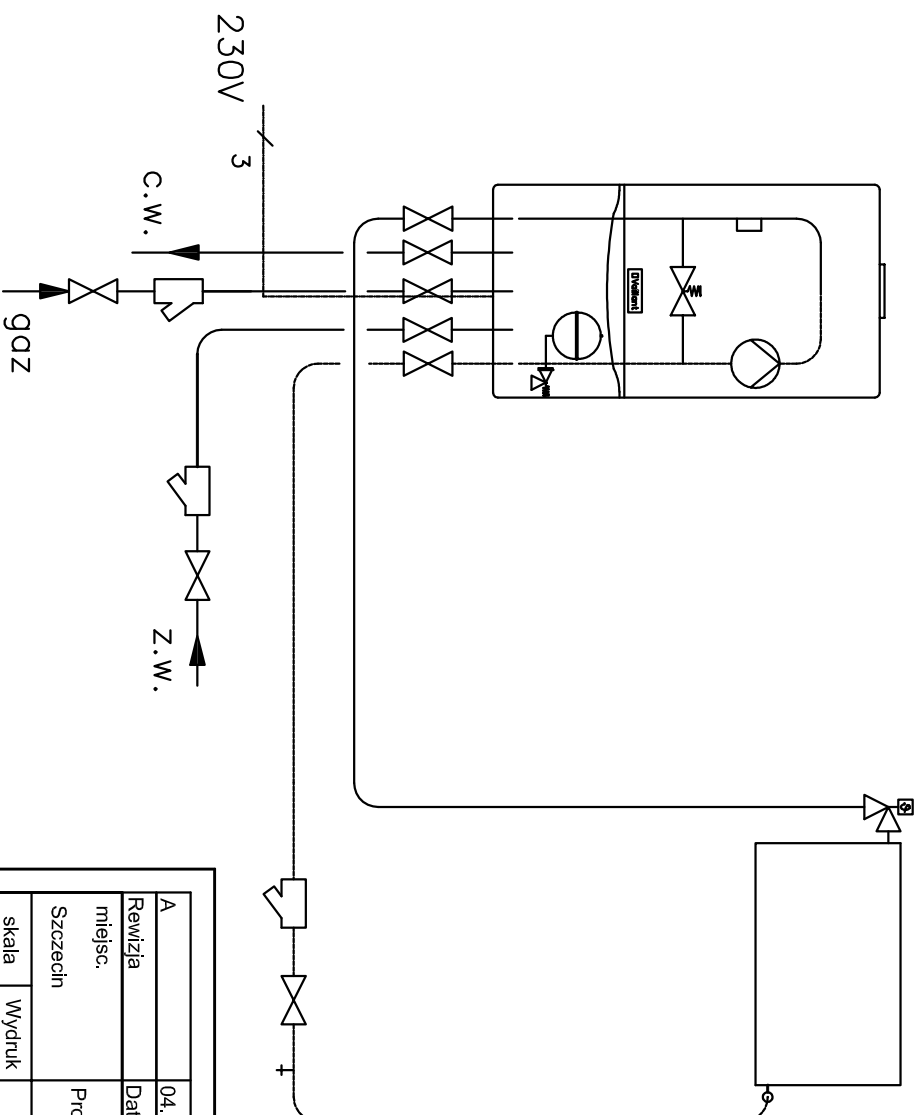 230V
3
c.w.
gaz
z.w.
Vaillant
A
04.
Rewizja
Dat
miejsc.
Szczecin
Pro
skala
Wydruk